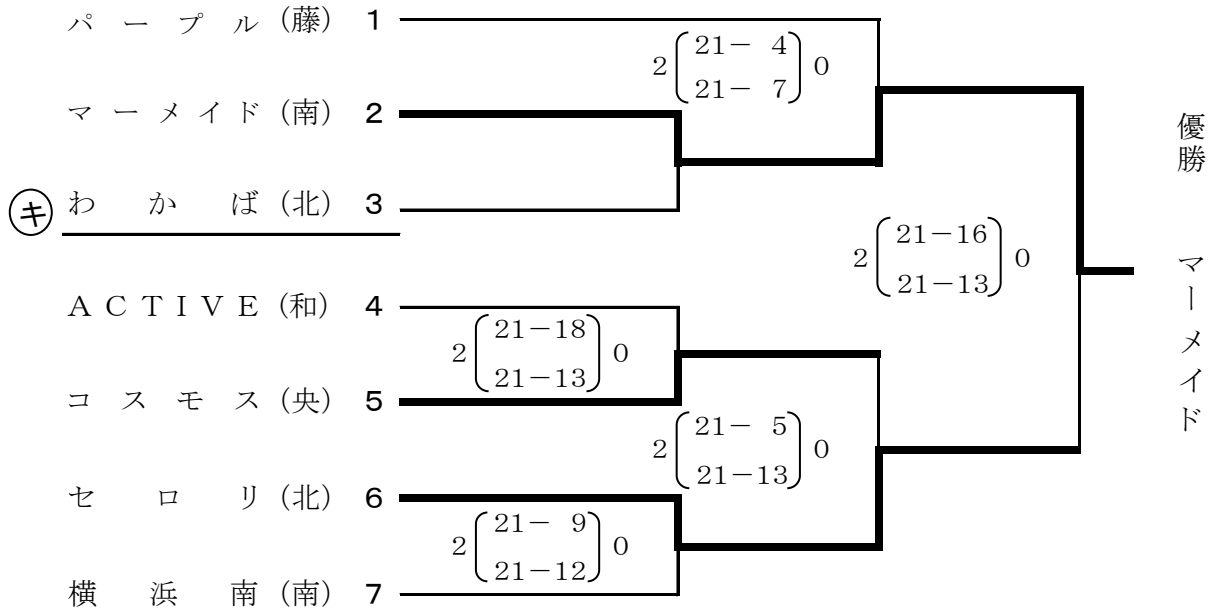 パープル(藤) 1
2 21- 4 0
21- 7
マーメイド(南) 2
キ わかば(北) 3
2 21-16 0
21-13
ACTIVE(和) 4
2 21-18 0
21-13
コスモス(央) 5
2 21- 5 0
21-13
セロリ(北) 6
2 21- 9 0
21-12
横浜南(南) 7
優勝 マーメイド